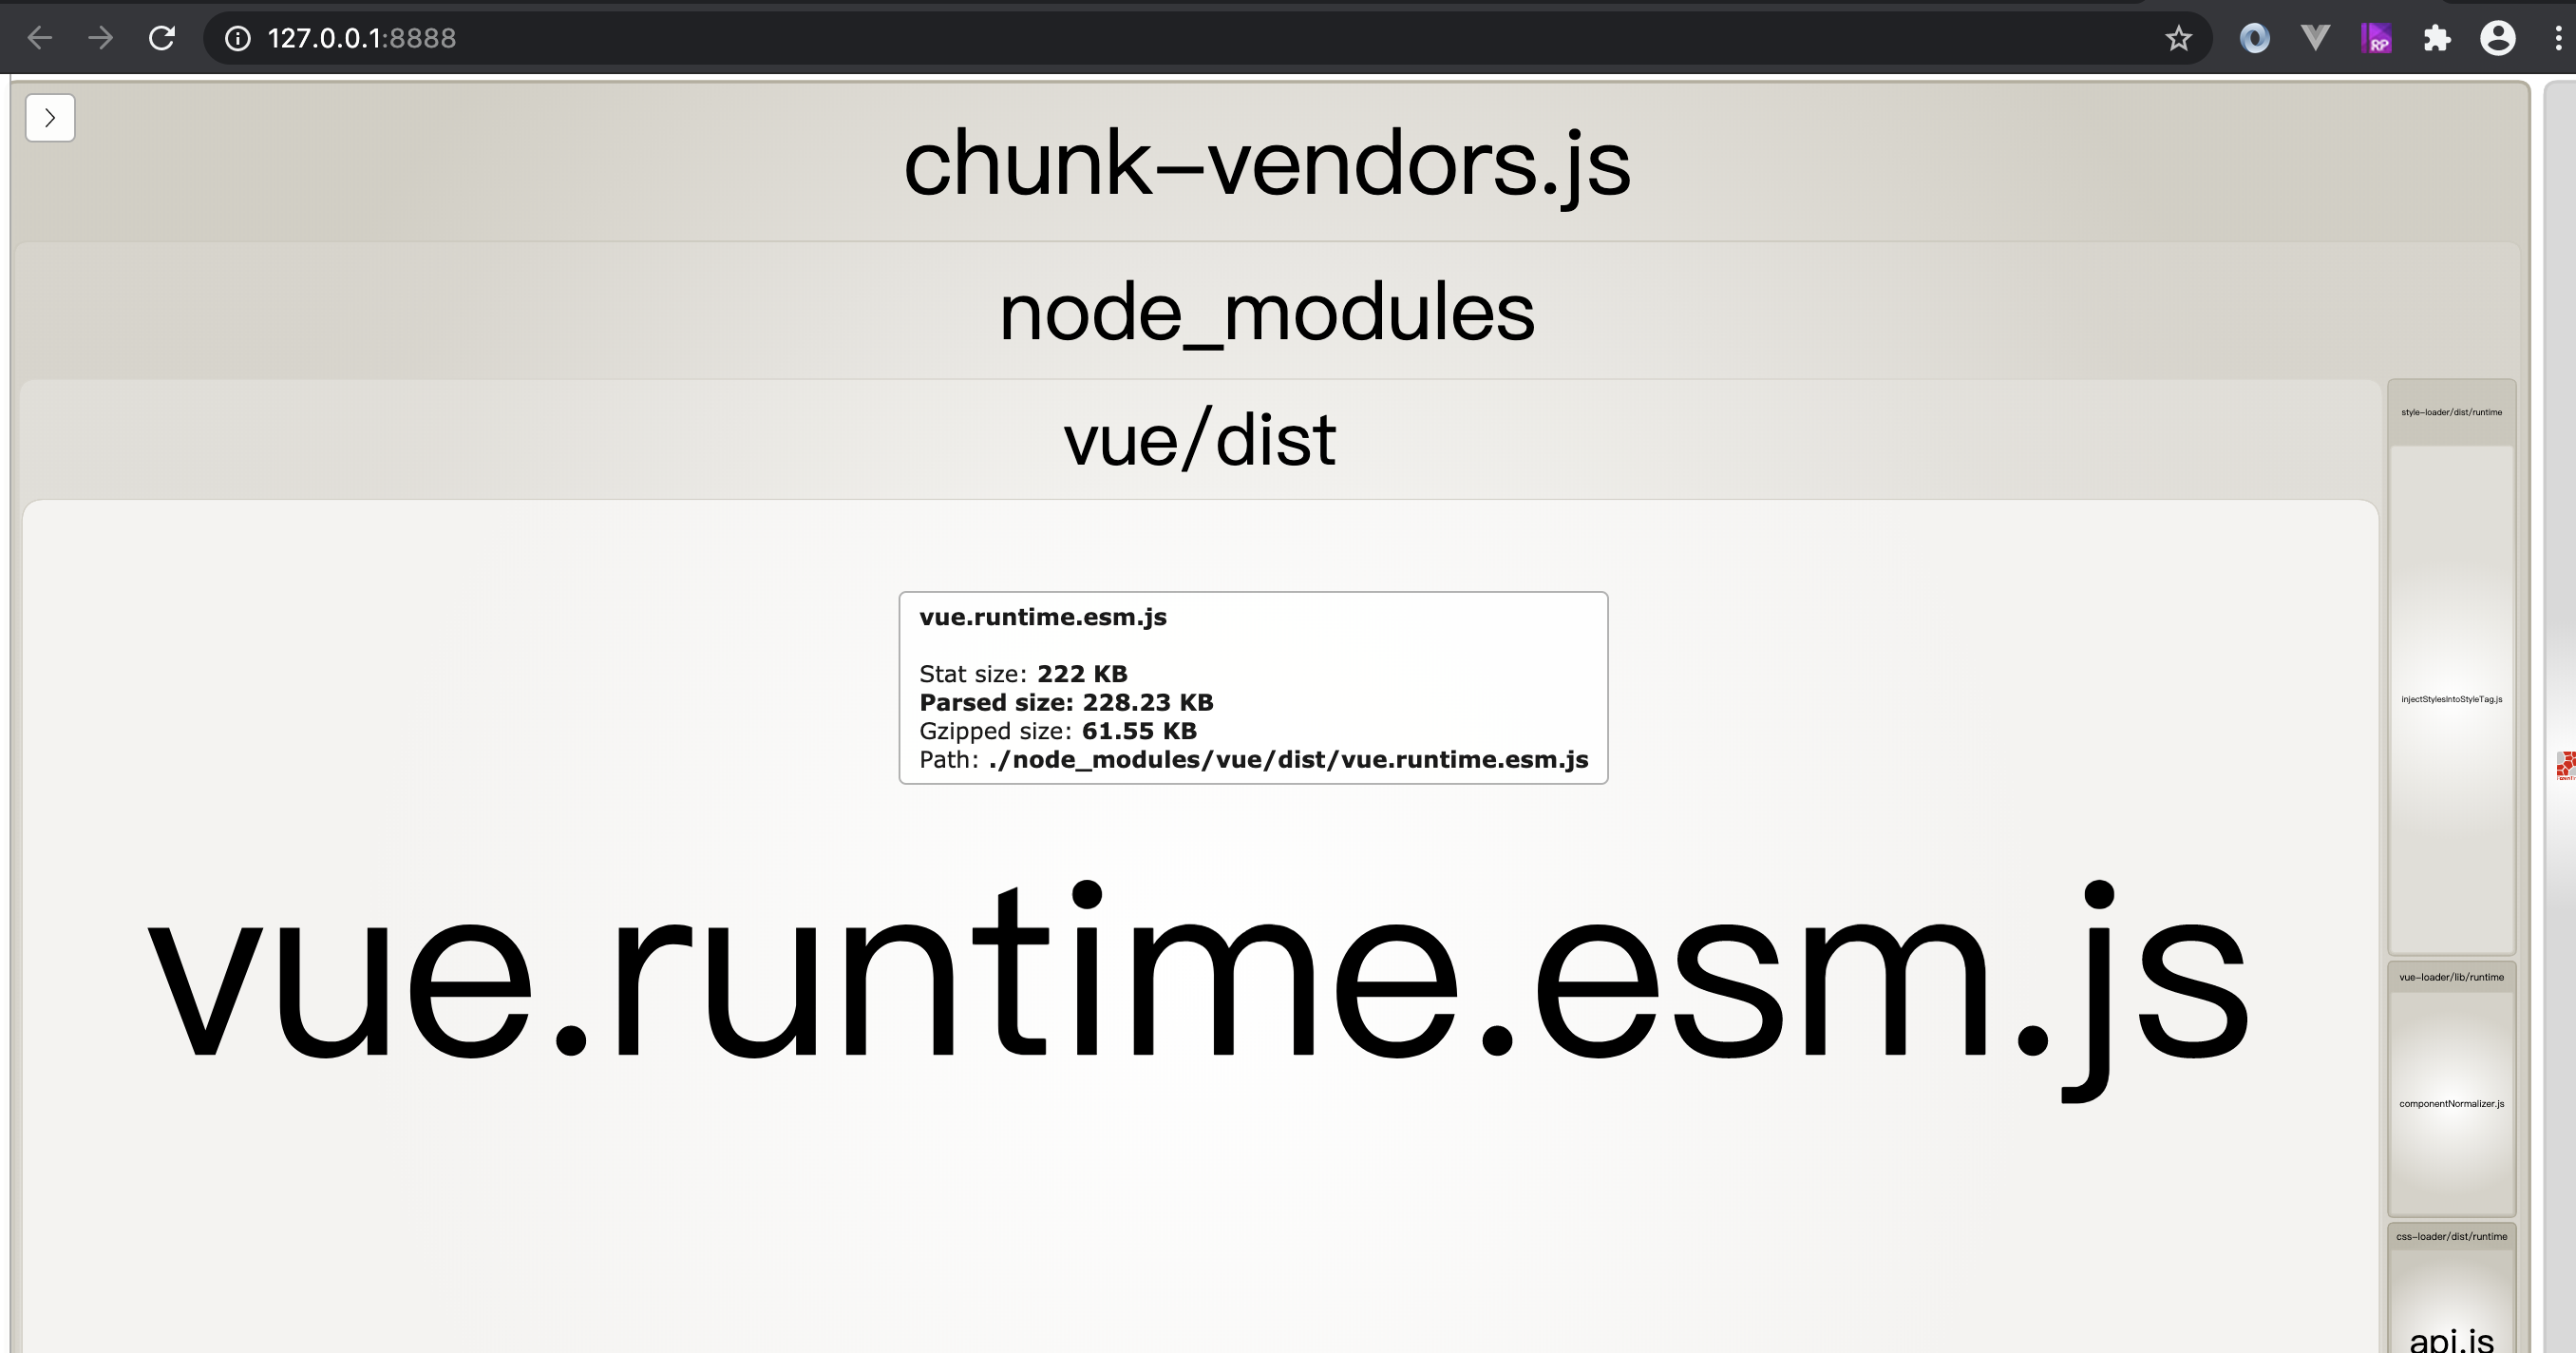 127.0.0.1:8888
RP
chunk-vendors.js
node_modules
vue/dist
style-loader/dist/runtime
vue.runtime.esm.js
Stat size: 222 KB
Parsed size: 228.23 KB
Gzipped size: 61.55 KB
Path: ./node_modules/vue/dist/vue.runtime.esm.js
injectStylesIntoStyleTag.js
vue.runtime.esm.js
vue-loader/lib/runtime
componentNormalizer.js
css-loader/dist/runtime
api.js